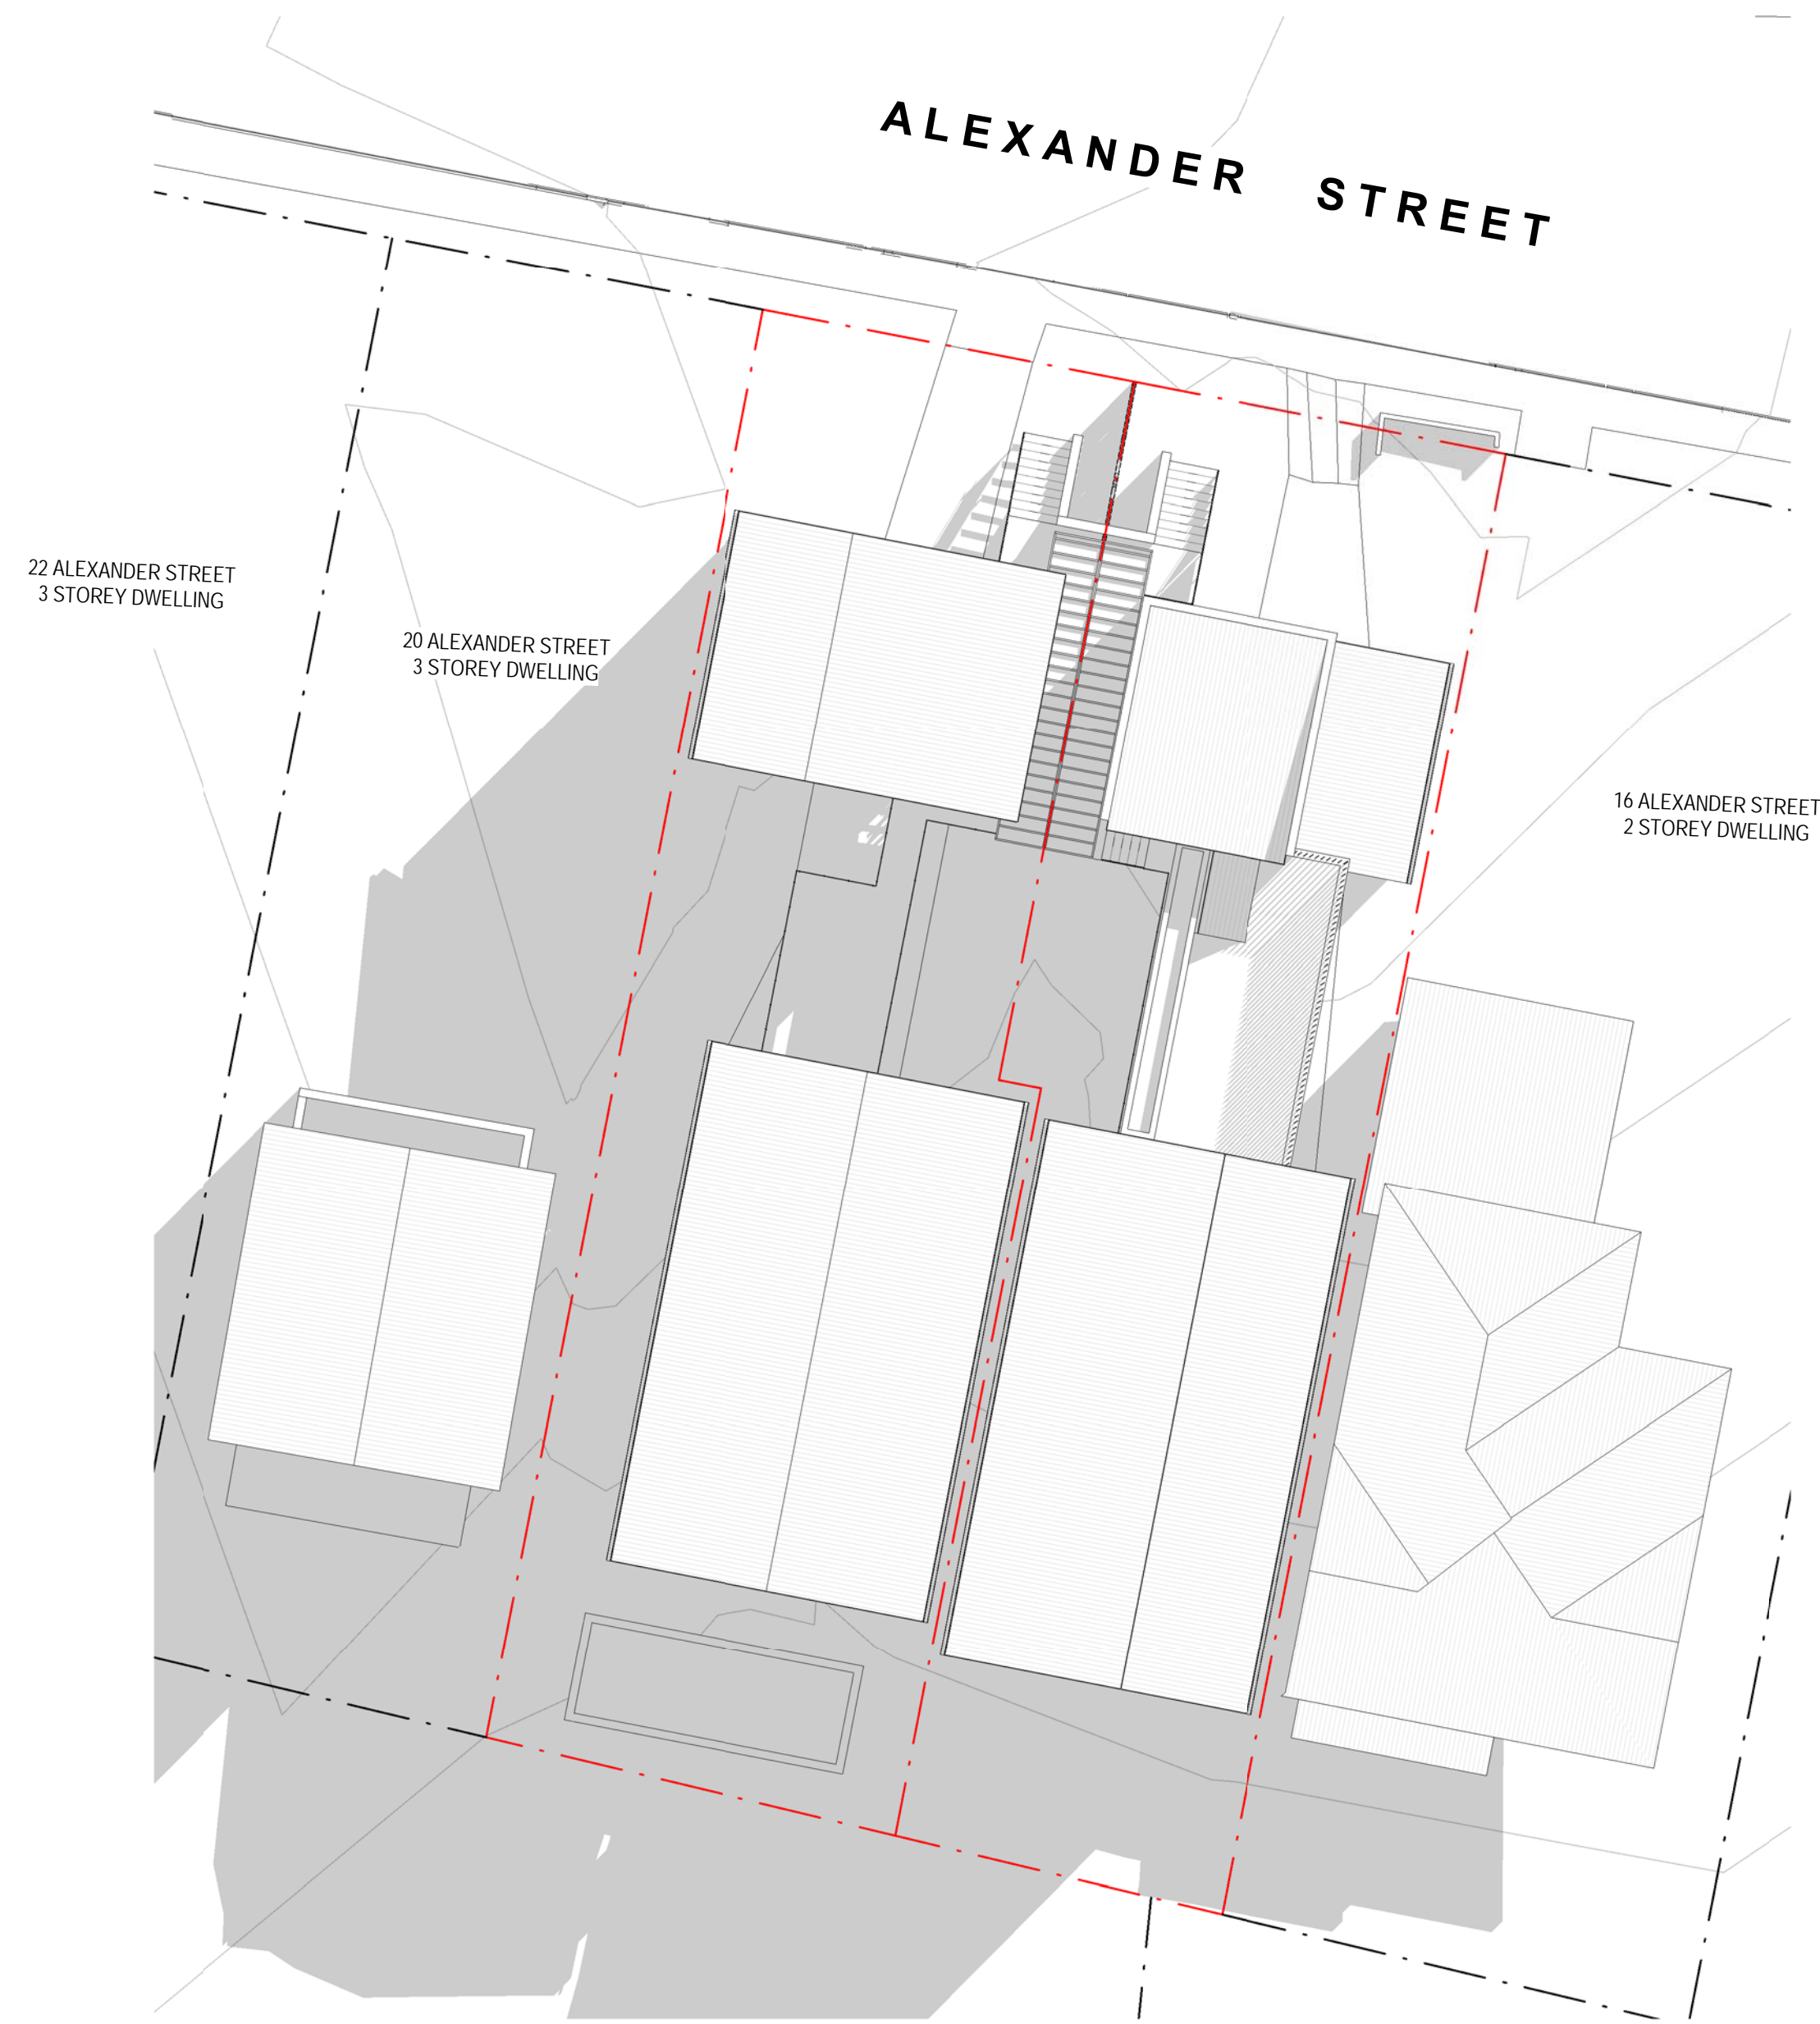 ALEXANDER STREET
22 ALEXANDER STREET
3 STOREY DWELLING
20 ALEXANDER STREET
3 STOREY DWELLING
16 ALEXANDER STREET
2 STOREY DWELLING